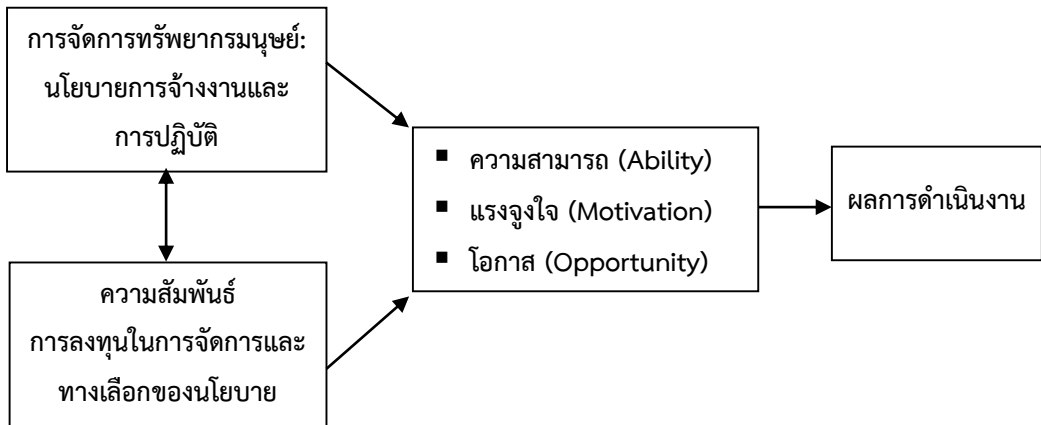 การจัดการทรัพยากรมนุษย์:
นโยบายการจ้างงานและ
การปฏิบัติ
ความสัมพันธ์
การลงทุนในการจัดการและ
ทางเลือกของนโยบาย
▪ ความสามารถ (Ability)
▪ แรงจูงใจ (Motivation)
▪ โอกาส (Opportunity)
ผลการดำเนินงาน